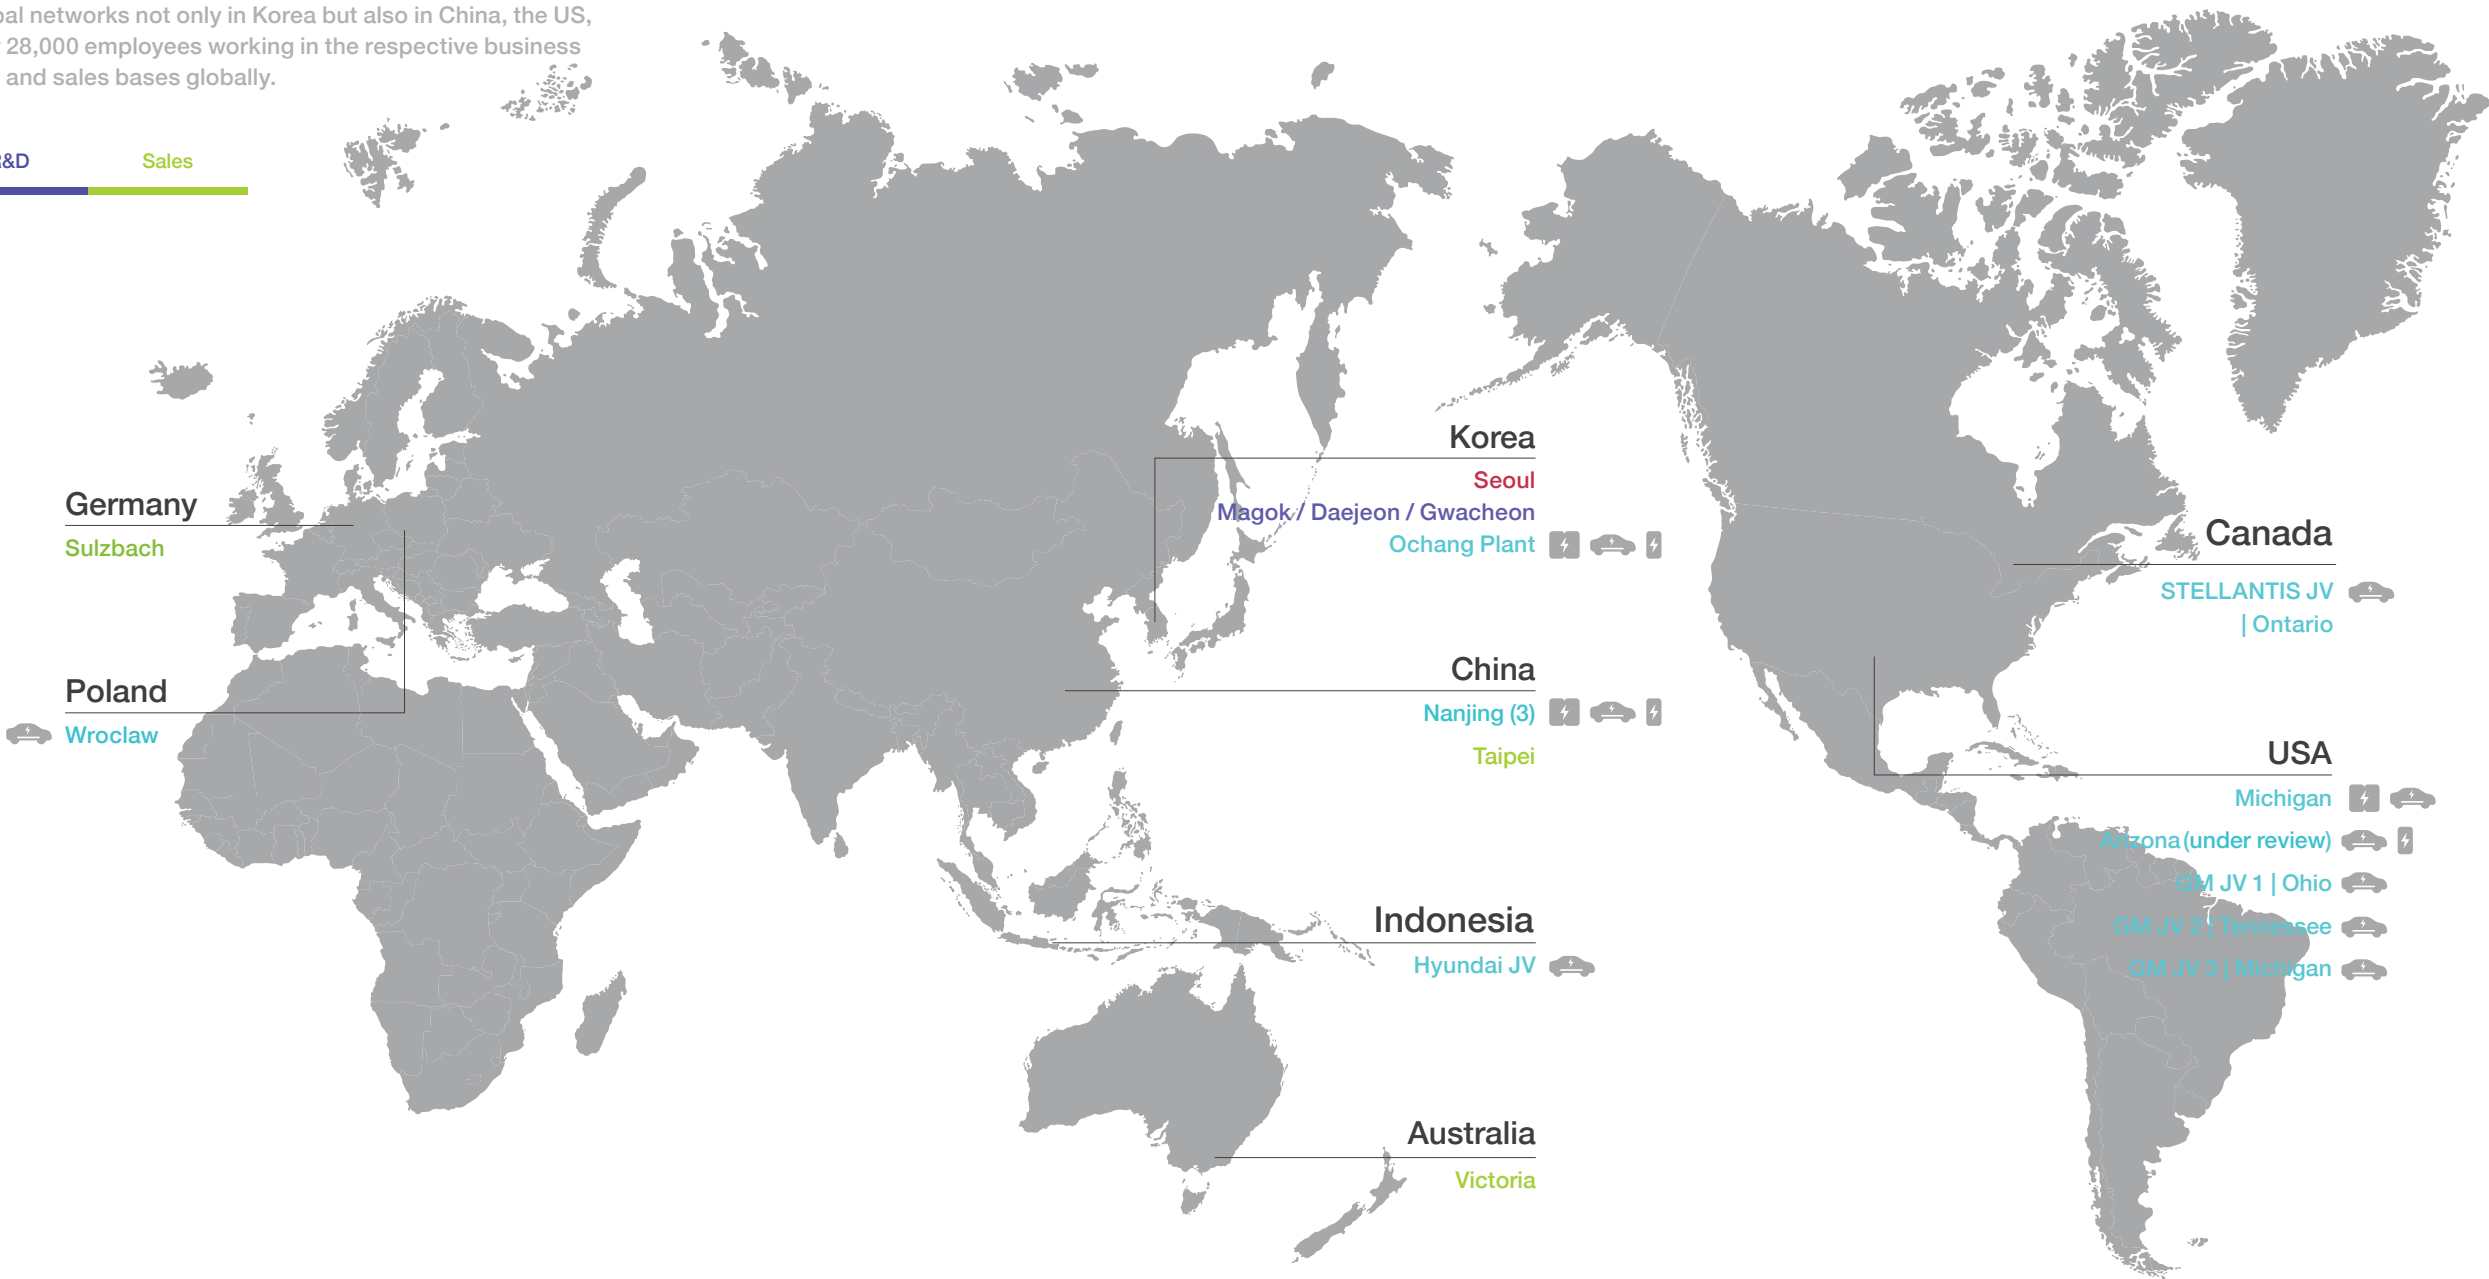 bal networks not only in Korea but also in China, the US,
28,000 employees working in the respective business
and sales bases globally.
R&D
Sales
Germany
Sulzbach
Poland
Wroclaw
Korea
Seoul
Magok / Daejeon / Gwacheon
Ochang Plant
China
Nanjing (3)
Taipei
Indonesia
Hyundai JV
Australia
Victoria
Canada
STELLANTIS JV
| Ontario
USA
Michigan
Arizona (under review)
GM JV 1 | Ohio
GM JV 2 | Tennessee
GM JV 3 | Michigan